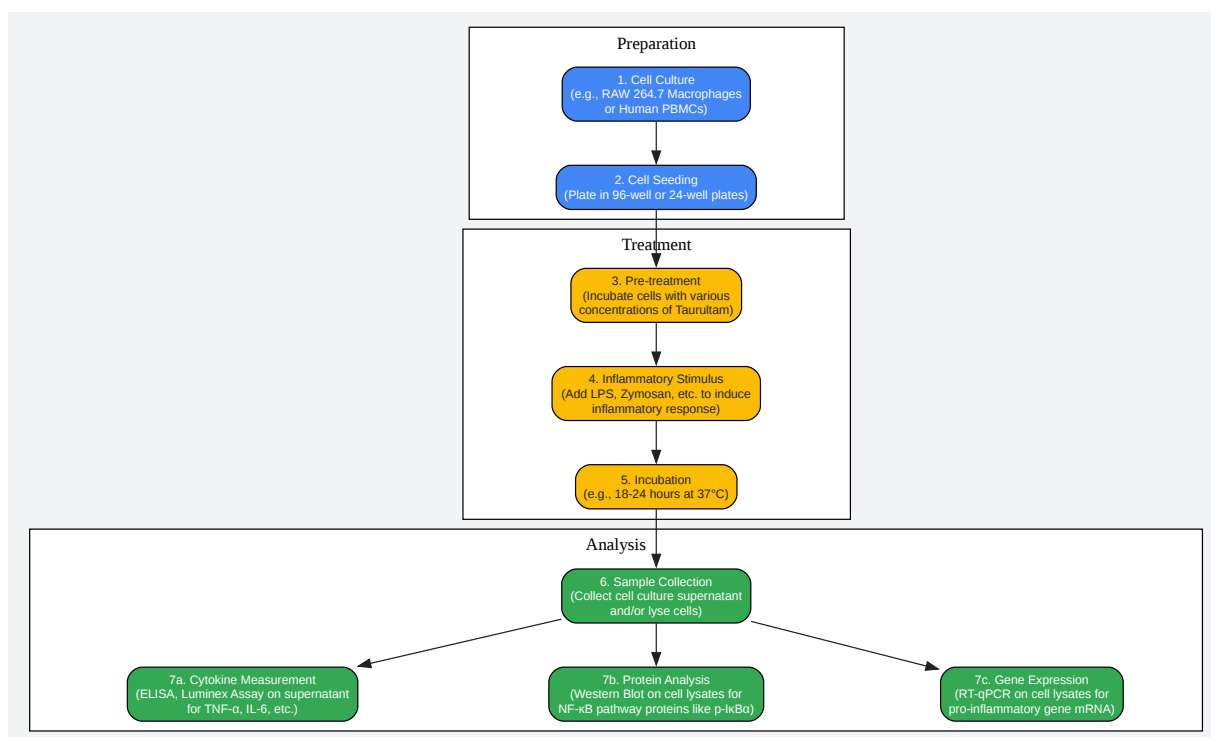 Preparation
1. Cell Culture
(e.g., RAW 264.7 Macrophages
or Human PBMCs)
2. Cell Seeding
(Plate in 96-well or 24-well plates)
Treatment
3. Pre-treatment
(Incubate cells with various
concentrations of Taurultam)
4. Inflammatory Stimulus
(Add LPS, Zymosan, etc. to induce
inflammatory response)
5. Incubation
(e.g., 18-24 hours at 37°C)
Analysis
6. Sample Collection
(Collect cell culture supernatant
and/or lyse cells)
7a. Cytokine Measurement
(ELISA, Luminex Assay on supernatant
for TNF-α, IL-6, etc.)
7b. Protein Analysis
(Western Blot on cell lysates for
NF-κB pathway proteins like p-IκBα)
7c. Gene Expression
(RT-qPCR on cell lysates for
pro-inflammatory gene mRNA)